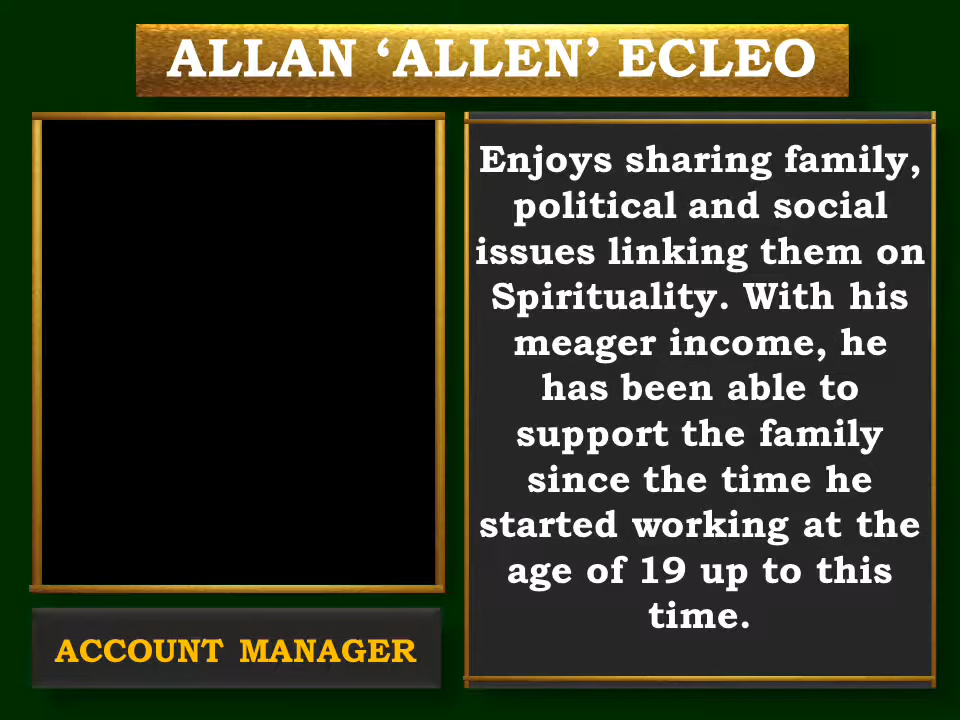 ALLAN ‘ALLEN’ ECLEO
Enjoys sharing family,
political and social
issues linking them on
Spirituality. With his
meager income, he
has been able to
support the family
since the time he
started working at the
age of 19 up to this
time.
ACCOUNT MANAGER